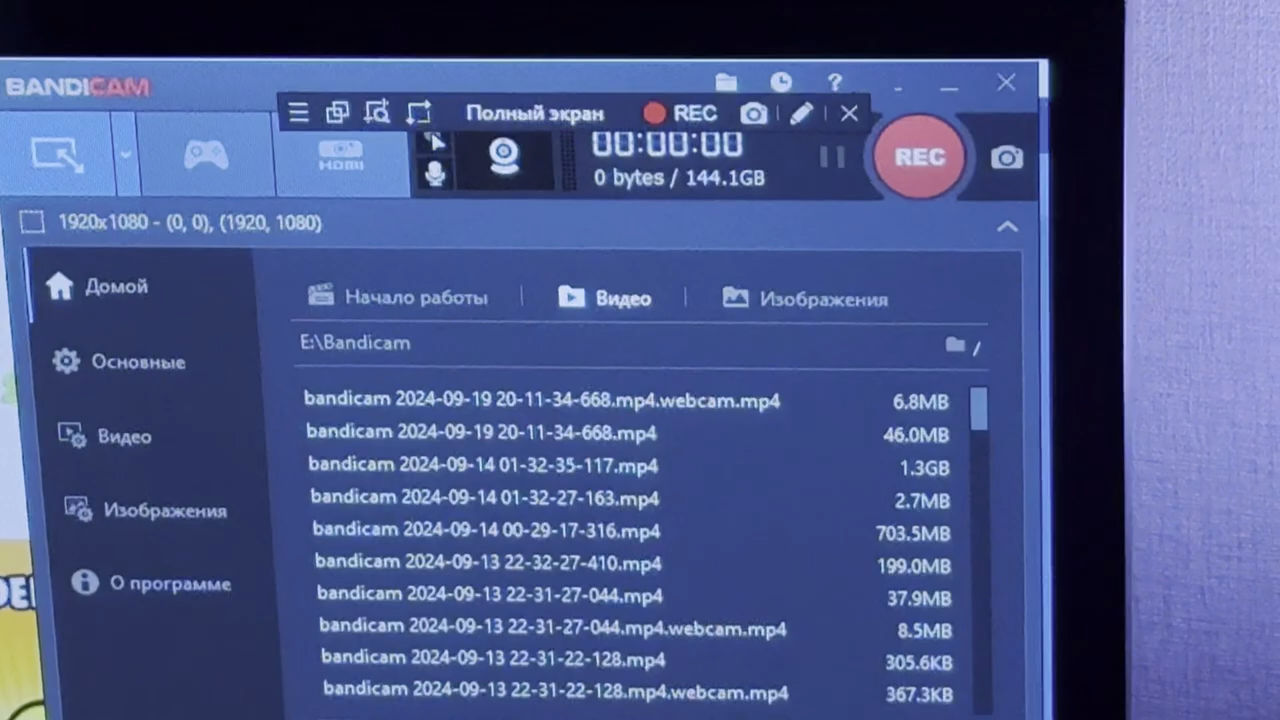 BANDICAM
?
Полный экран
REC
HDMI
00:00:00
REC
0 bytes / 144.1GB
1920x1080 - (0, 0), (1920, 1080)
Домой
Основные
Видео
Изображения
О программе
Начало работы
Видео
Изображения
E:\Bandicam
bandicam 2024-09-19 20-11-34-668.mp4.webcam.mp4 6.8MB
bandicam 2024-09-19 20-11-34-668.mp4 46.0MB
bandicam 2024-09-14 01-32-35-117.mp4 1.3GB
bandicam 2024-09-14 01-32-27-163.mp4 2.7MB
bandicam 2024-09-14 00-29-17-316.mp4 703.5MB
bandicam 2024-09-13 22-32-27-410.mp4 199.0MB
bandicam 2024-09-13 22-31-27-044.mp4 37.9MB
bandicam 2024-09-13 22-31-27-044.mp4.webcam.mp4 8.5MB
bandicam 2024-09-13 22-31-22-128.mp4 305.6KB
bandicam 2024-09-13 22-31-22-128.mp4.webcam.mp4 367.3KB